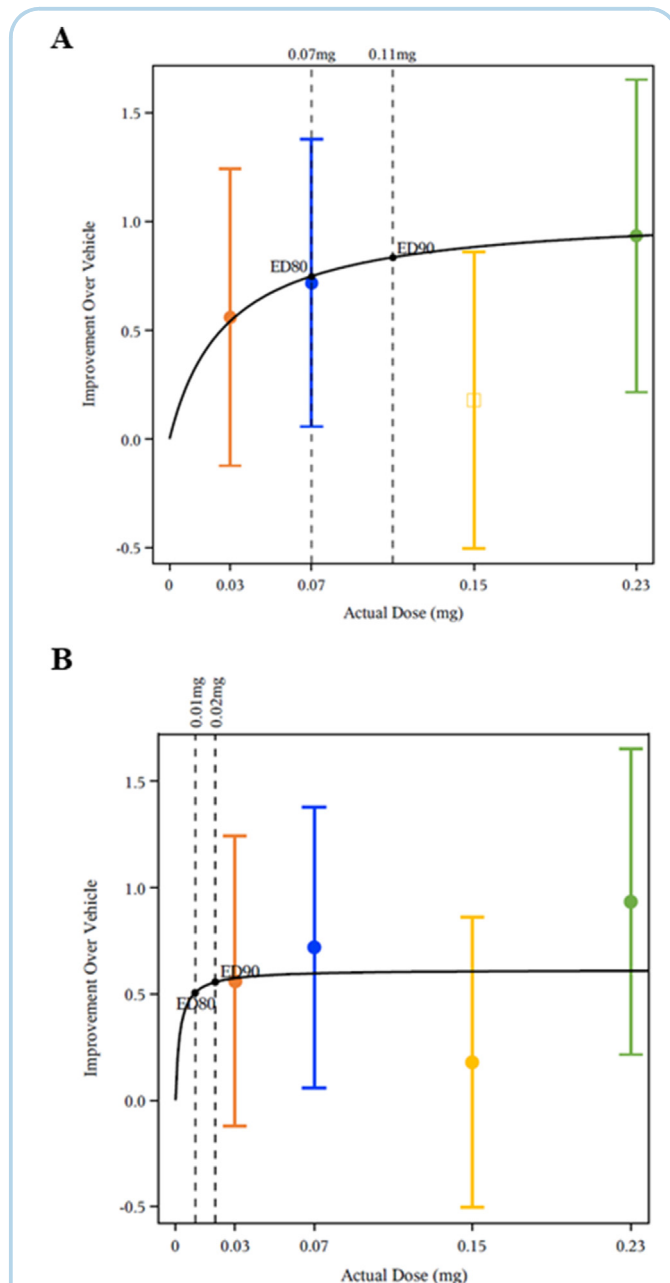 A
0.07mg 0.11mg
1.5
1.0
0.5
0.0
-0.5
Improvement Over Vehicle
ED80
ED90
0 0.03 0.07 0.15 0.23
Actual Dose (mg)
B
0.01mg
0.02mg
1.5
1.0
0.5
0.0
-0.5
Improvement Over Vehicle
ED90
ED80
0 0.03 0.07 0.15 0.23
Actual Dose (mg)